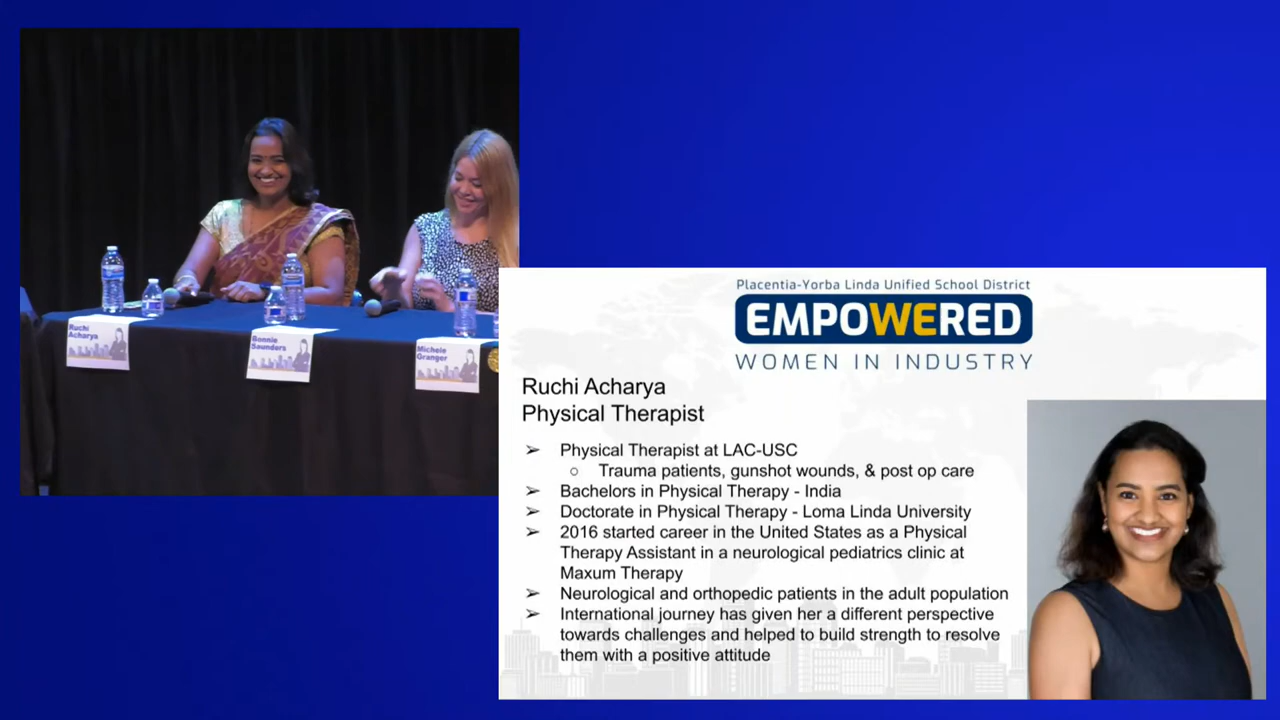 Ruchi
Acharya
Bonnie
Saunders
Michele
Granger
Placentia-Yorba Linda Unified School District
EMPOWERED
WOMEN IN INDUSTRY
Ruchi Acharya
Physical Therapist
➢ Physical Therapist at LAC-USC
○ Trauma patients, gunshot wounds, & post op care
➢ Bachelors in Physical Therapy - India
➢ Doctorate in Physical Therapy - Loma Linda University
➢ 2016 started career in the United States as a Physical
Therapy Assistant in a neurological pediatrics clinic at
Maxum Therapy
➢ Neurological and orthopedic patients in the adult population
➢ International journey has given her a different perspective
towards challenges and helped to build strength to resolve
them with a positive attitude